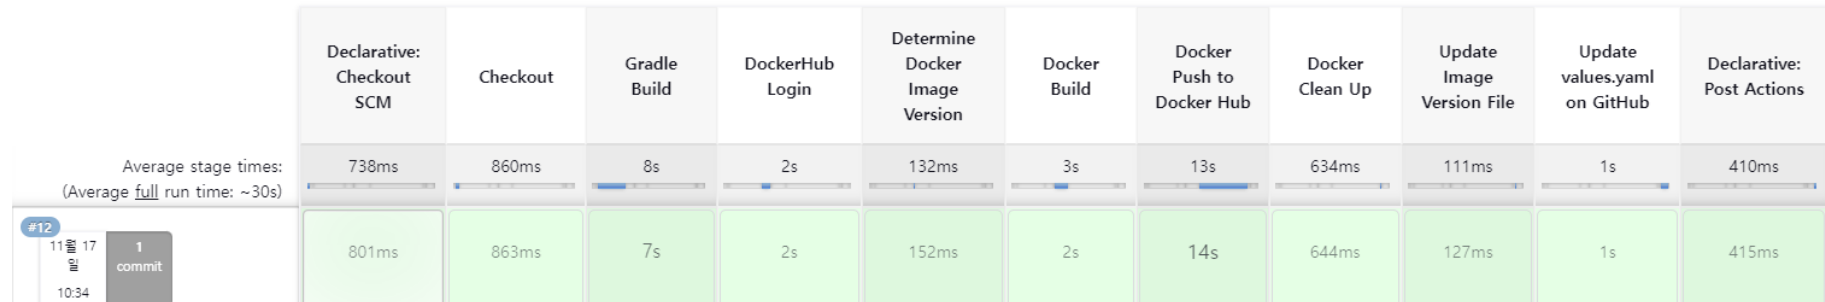 Declarative:
Checkout
SCM
Checkout
Gradle
Build
DockerHub
Login
Determine
Docker
Image
Version
Docker
Build
Docker
Push to
Docker Hub
Docker
Clean Up
Update
Image
Version File
Update
values.yaml
on GitHub
Declarative:
Post Actions
Average stage times:
(Average full run time: ~30s)
738ms
860ms
8s
2s
132ms
3s
13s
634ms
111ms
1s
410ms
#12
11월 17
일
10:34
1
commit
801ms
863ms
7s
2s
152ms
2s
14s
644ms
127ms
1s
415ms